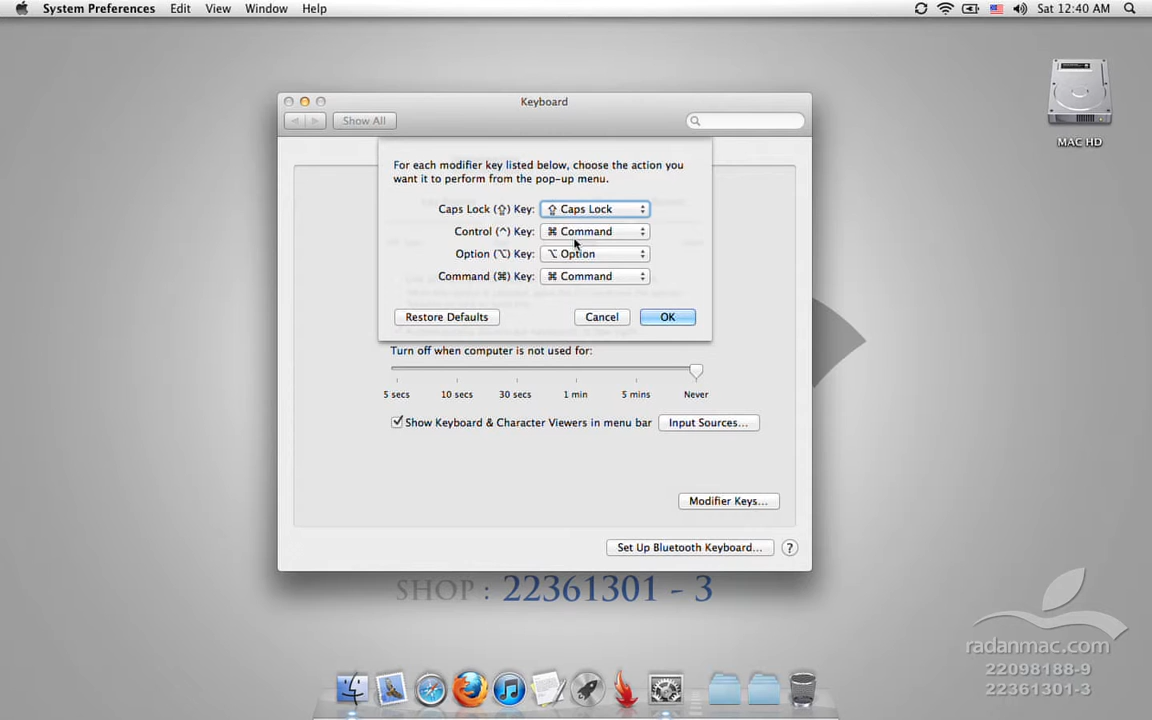 System Preferences Edit View Window Help Sat 12:40 AM
MAC HD
Keyboard
Show All
For each modifier key listed below, choose the action you
want it to perform from the pop-up menu.
Caps Lock (⇪) Key: ⇪ Caps Lock
Control (^) Key: ⌘ Command
Option (⌥) Key: ⌥ Option
Command (⌘) Key: ⌘ Command
Restore Defaults Cancel OK
Turn off when computer is not used for:
5 secs 10 secs 30 secs 1 min 5 mins Never
Show Keyboard & Character Viewers in menu bar Input Sources...
Modifier Keys...
Set Up Bluetooth Keyboard... ?
SHOP : 22361301 - 3
radanmac.com
22098188-9
22361301-3